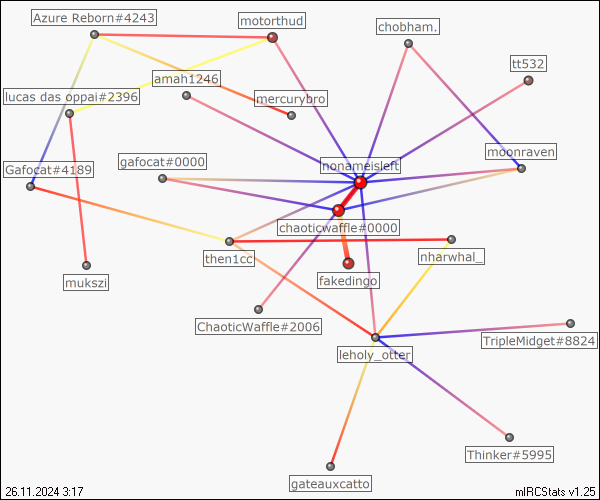 Azure Reborn#4243
motorthud
chobham.
tt532
amah1246
lucas das oppai#2396
mercurybro
moonraven
Gafocat#4189
gafocat#0000
nonameisleft
chaoticwaffle#0000
then1cc
nharwhal_
mukszi
fakedingo
ChaoticWaffle#2006
leholy_otter
TripleMidget#8824
Thinker#5995
gateauxcatto
26.11.2024 3:17
mIRCStats v1.25